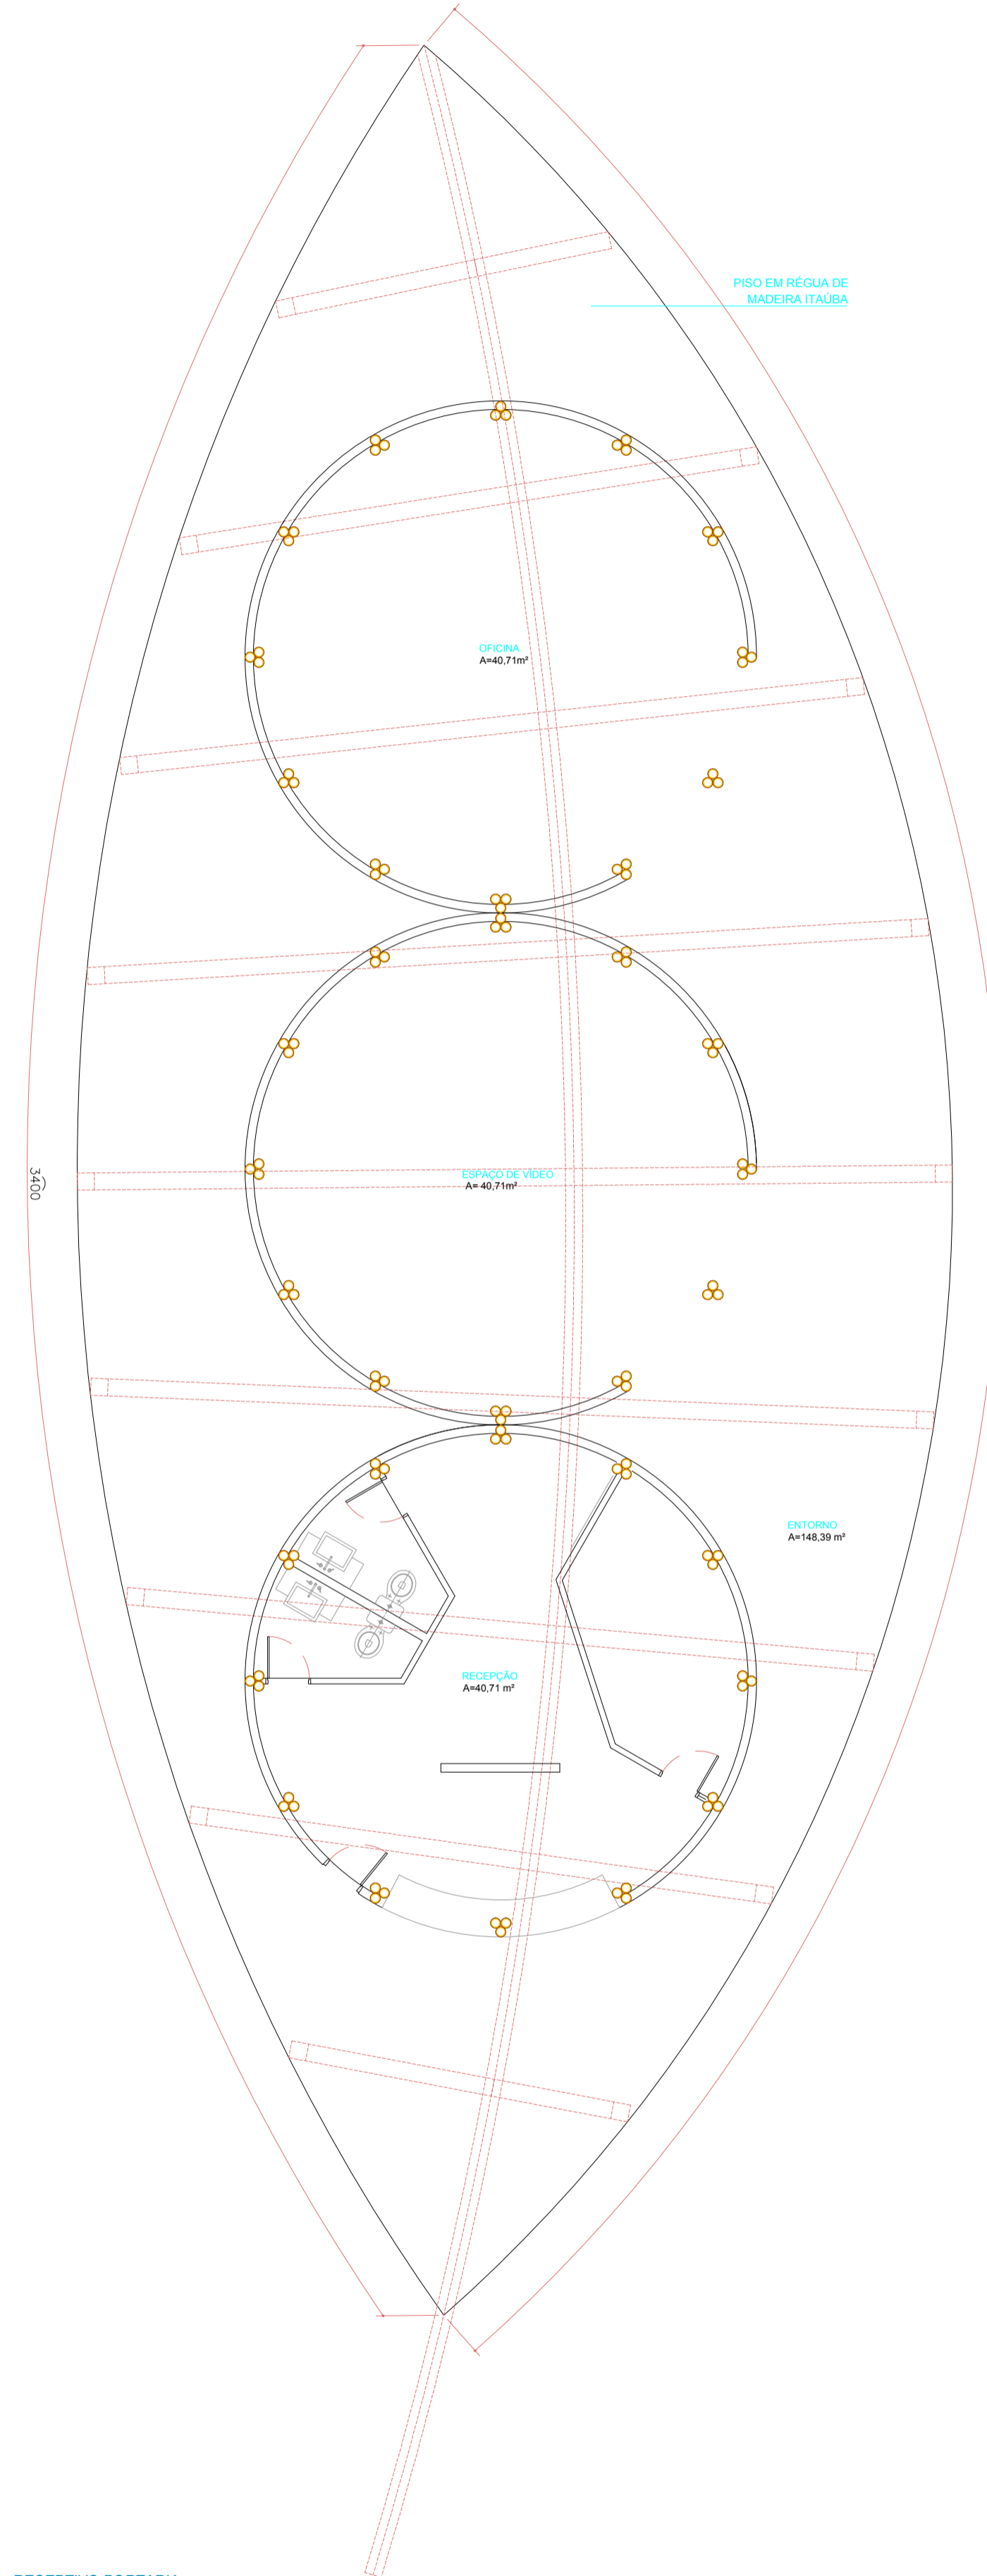 PISO EM RÉGUA DE
MADEIRA ITAÚBA
OFICINA
A=40,71m²
3400
ESPAÇO DE VÍDEO
A= 40,71m²
ENTORNO
A=148,39 m²
RECEPÇÃO
A=40,71 m²